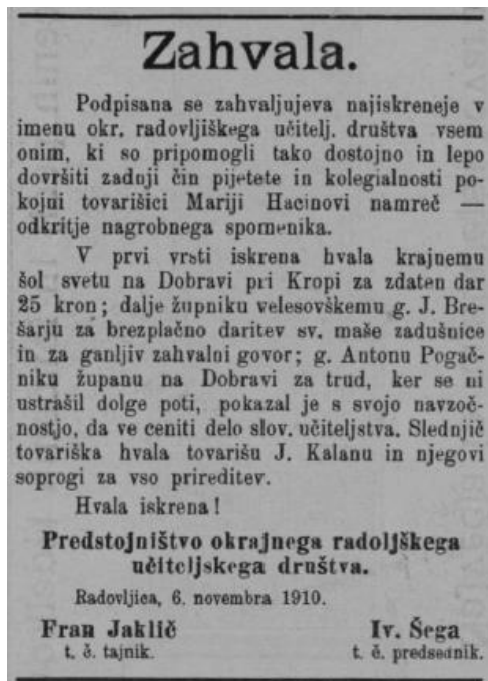 Zahvala.
Podpisana se zahvaljujeva najiskreneje v
imenu okr. radovljiškega učitelj. društva vsem
onim, ki so pripomogli tako dostojno in lepo
dovršiti zadnji čin pijetete in kolegialnosti po-
kojni tovarišici Mariji Hacinovi namreč —
odkritje nagrobnega spomenika.
V prvi vrsti iskrena hvala krajnemu
šol svetu na Dobravi pri Kropi za zdaten dar
25 kron; dalje župniku velesovškemu g. J. Bre-
šarju za brezplačno daritev sv. maše zadušnice
in za ganljiv zahvalni govor; g. Antonu Pogač-
niku županu na Dobravi za trud, ker se ni
ustrašil dolge poti, pokazal je s svojo navzoč-
nostjo, da ve ceniti delo slov. učiteljstva. Slednjič
tovariška hvala tovarišu J. Kalanu in njegovi
soprogi za vso prireditev.
Hvala iskrena!
Predstojništvo okrajnega radoljškega
učiteljskega društva.
Radovljica, 6. novembra 1910.
Fran Jaklič Iv. Šega
t. č. tajnik. t. č. predsednik.